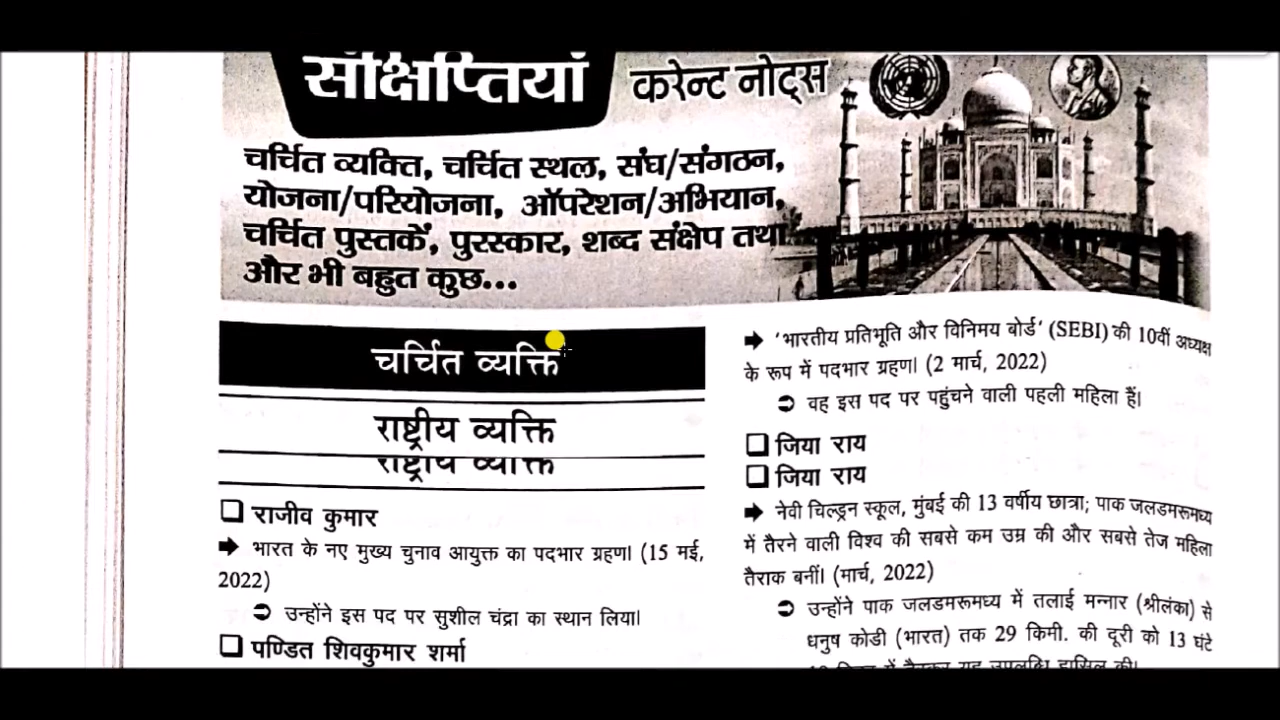 संक्षिप्तियां
करेन्ट नोट्स
चर्चित व्यक्ति, चर्चित स्थल, संघ/संगठन,
योजना/परियोजना, ऑपरेशन/अभियान,
चर्चित पुस्तकें, पुरस्कार, शब्द संक्षेप तथा
और भी बहुत कुछ...
चर्चित व्यक्ति
राष्ट्रीय व्यक्ति
राष्ट्रीय व्यक्ति
❑ राजीव कुमार
➡ भारत के नए मुख्य चुनाव आयुक्त का पदभार ग्रहण। (15 मई,
2022)
➲ उन्होंने इस पद पर सुशील चंद्रा का स्थान लिया।
❑ पण्डित शिवकुमार शर्मा
➡ 'भारतीय प्रतिभूति और विनिमय बोर्ड' (SEBI) की 10वीं अध्यक्ष
के रूप में पदभार ग्रहण। (2 मार्च, 2022)
➲ वह इस पद पर पहुंचने वाली पहली महिला हैं।
❑ जिया राय
❑ जिया राय
➡ नेवी चिल्ड्रन स्कूल, मुंबई की 13 वर्षीय छात्रा; पाक जलडमरूमध्य
में तैरने वाली विश्व की सबसे कम उम्र की और सबसे तेज महिला
तैराक बनीं। (मार्च, 2022)
➲ उन्होंने पाक जलडमरूमध्य में तलाई मन्नार (श्रीलंका) से
धनुष कोडी (भारत) तक 29 किमी. की दूरी को 13 घंटे
में तैरकर यह उपलब्धि हासिल की।